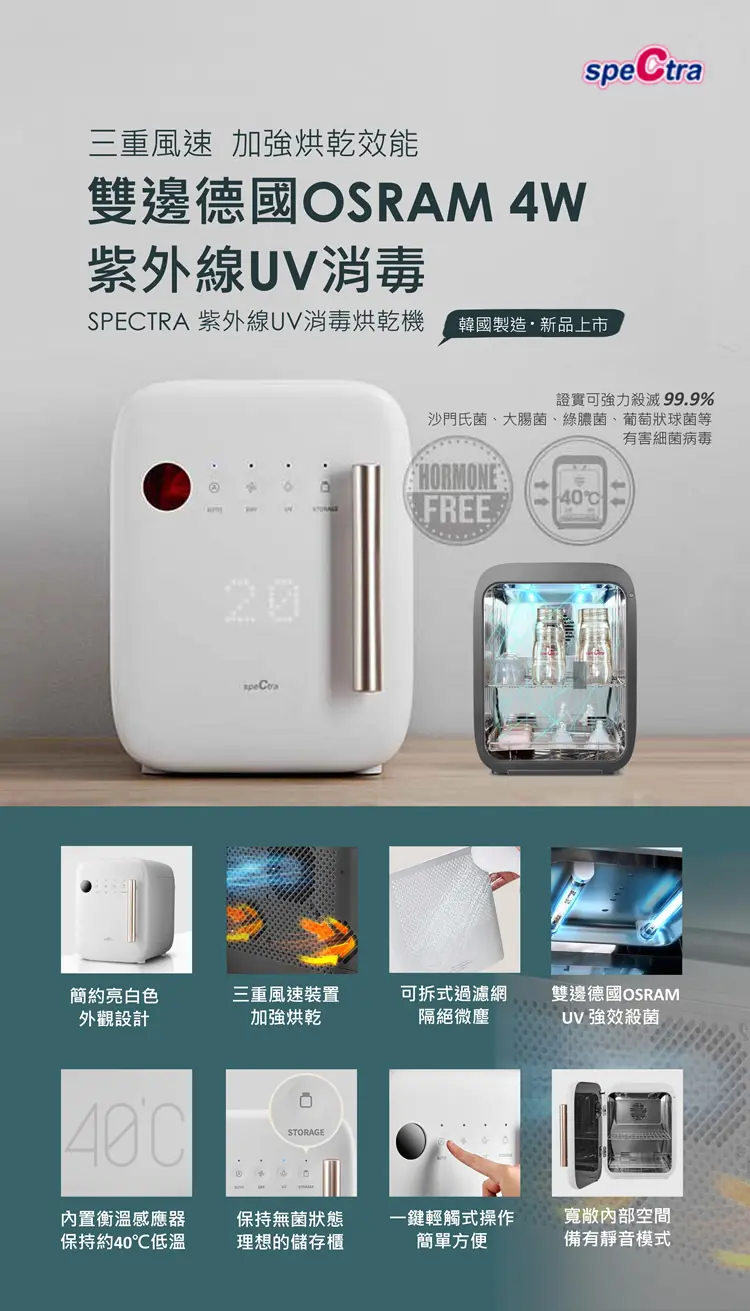 speCtra
三重風速 加強烘乾效能
雙邊德國OSRAM 4W
紫外線UV消毒
SPECTRA 紫外線UV消毒烘乾機
韓國製造·新品上市
證實可強力殺滅 99.9%
沙門氏菌、大腸菌、綠膿菌、葡萄狀球菌等
有害細菌病毒
HORMONE
FREE
40℃
AUTO DRY UV STORAGE
20
speCtra
簡約亮白色
外觀設計
三重風速裝置
加強烘乾
可拆式過濾網
隔絕微塵
雙邊德國OSRAM
UV 強效殺菌
40℃
STORAGE
內置衡溫感應器
保持約40℃低溫
保持無菌狀態
理想的儲存櫃
一鍵輕觸式操作
簡單方便
寬敞內部空間
備有靜音模式